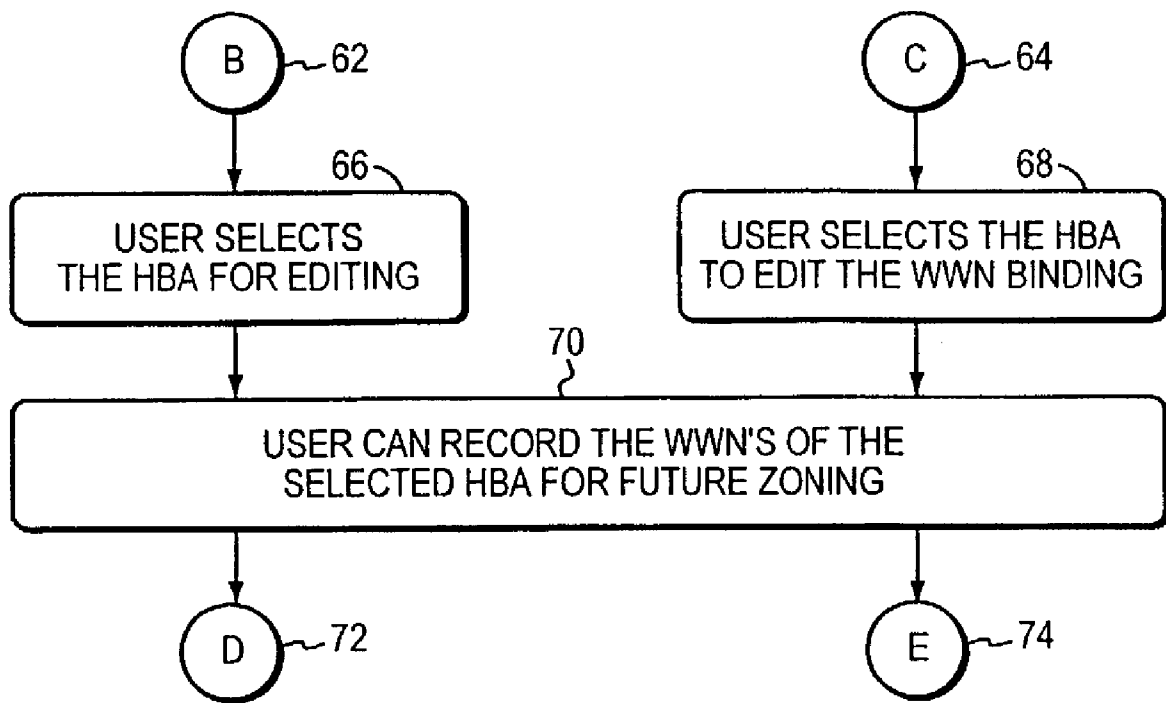 B 62
C 64
66
68
USER SELECTS
THE HBA FOR EDITING
USER SELECTS THE HBA
TO EDIT THE WWN BINDING
70
USER CAN RECORD THE WWN'S OF THE
SELECTED HBA FOR FUTURE ZONING
D 72
E 74